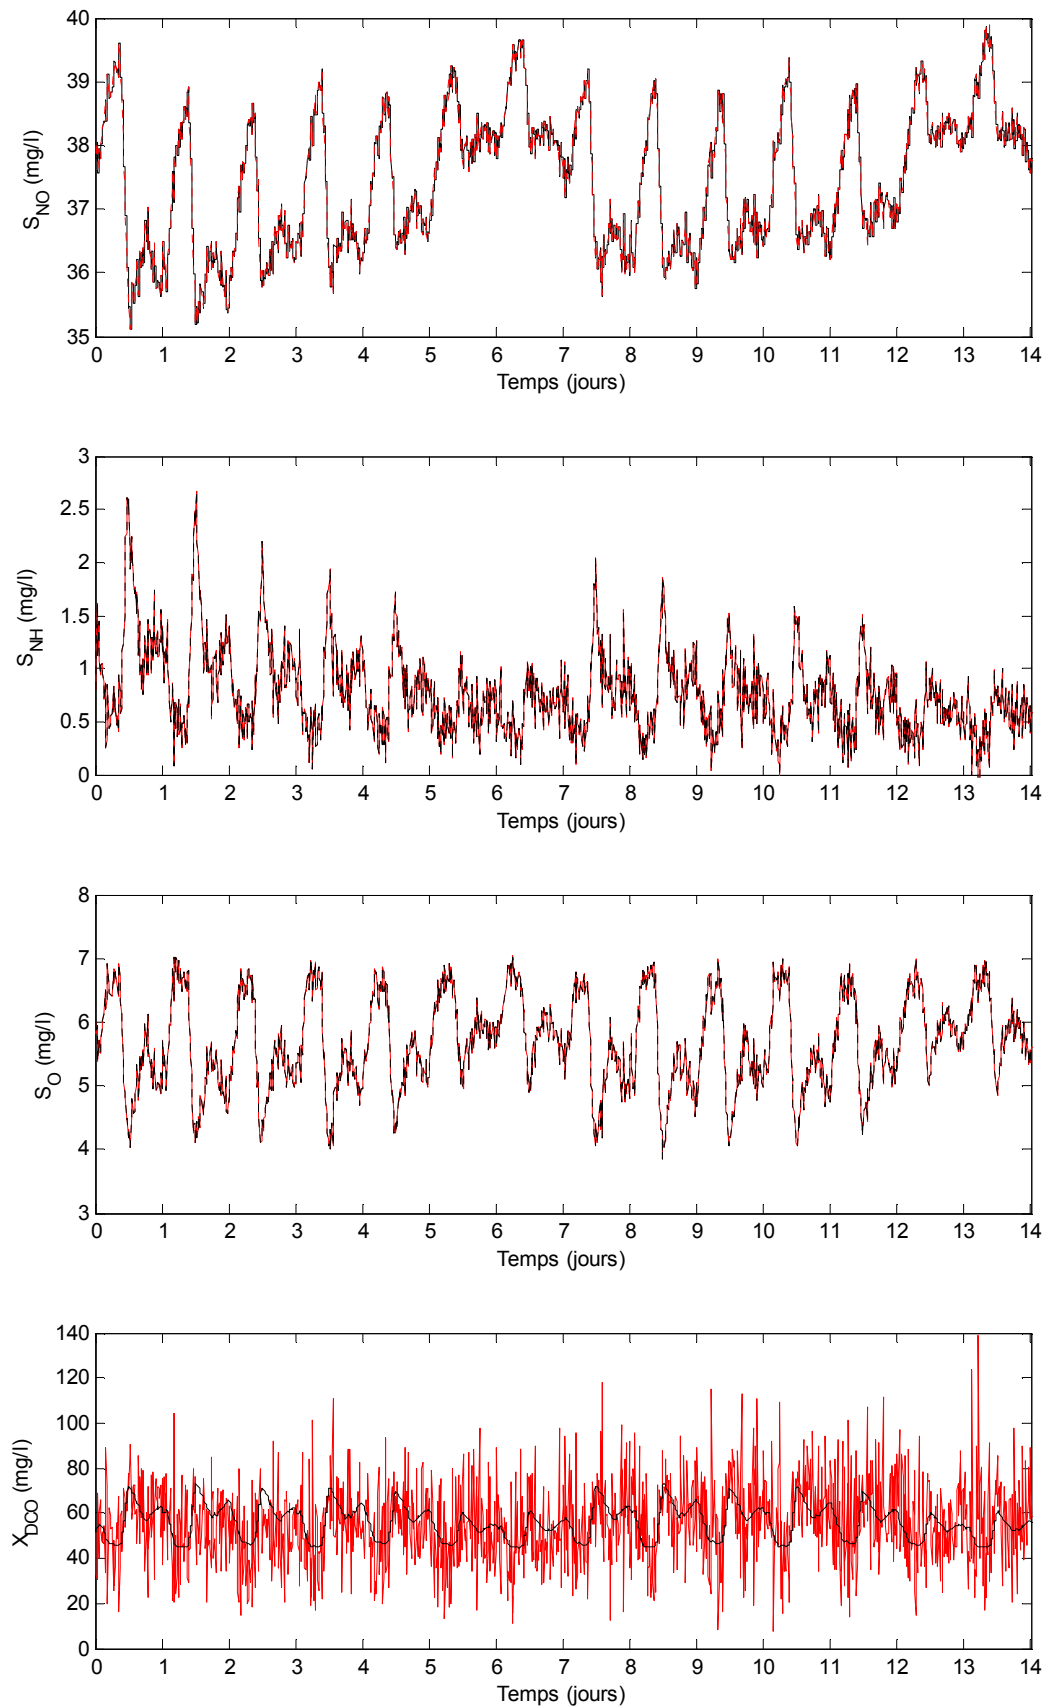 40
39
38
37
36
35
S_NO (mg/l)
0 1 2 3 4 5 6 7 8 9 10 11 12 13 14
Temps (jours)
3
2.5
2
1.5
1
0.5
0
S_NH (mg/l)
0 1 2 3 4 5 6 7 8 9 10 11 12 13 14
Temps (jours)
8
7
6
5
4
3
S_O (mg/l)
0 1 2 3 4 5 6 7 8 9 10 11 12 13 14
Temps (jours)
140
120
100
80
60
40
20
0
X_DCO (mg/l)
0 1 2 3 4 5 6 7 8 9 10 11 12 13 14
Temps (jours)